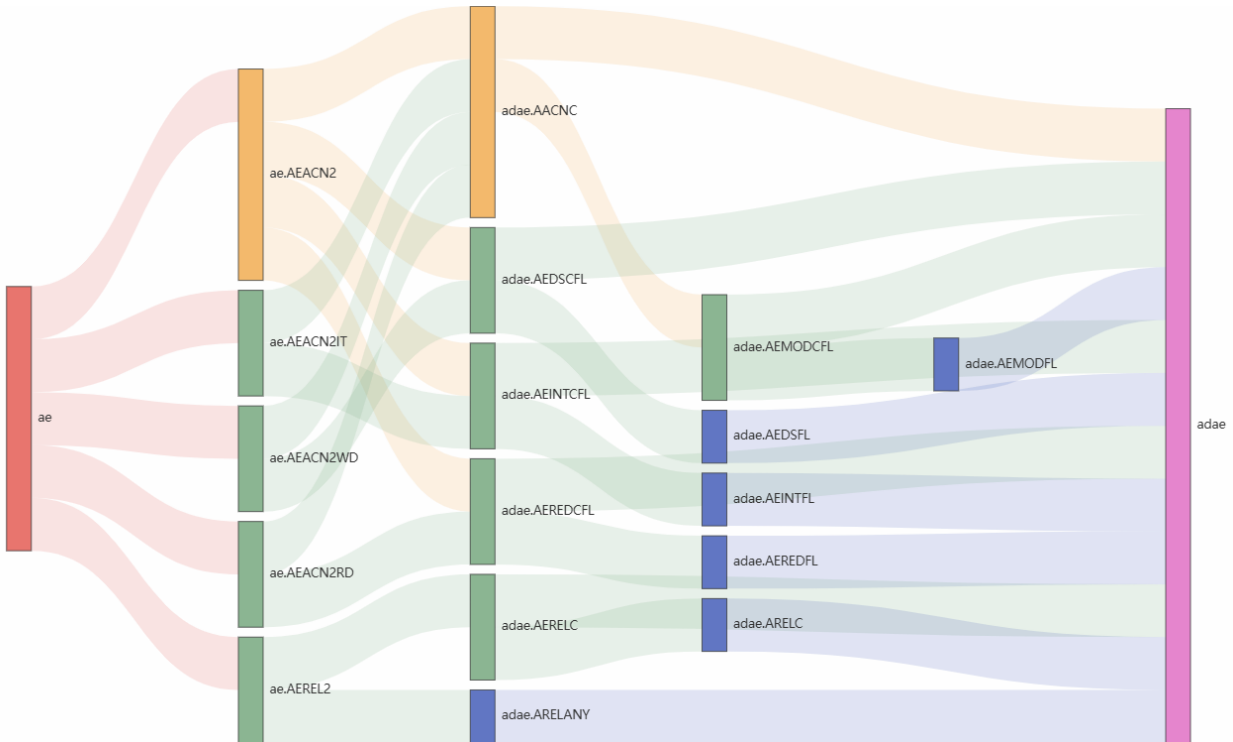 ae
ae.AEACN2
ae.AEACN2IT
ae.AEACN2WD
ae.AEACN2RD
ae.AEREL2
adae.AACNC
adae.AEDSCFL
adae.AEINTCFL
adae.AEREDCFL
adae.AERELC
adae.ARELANY
adae.AEMODCFL
adae.AEDSFL
adae.AEINTFL
adae.AEREDFL
adae.ARELC
adae.AEMODFL
adae